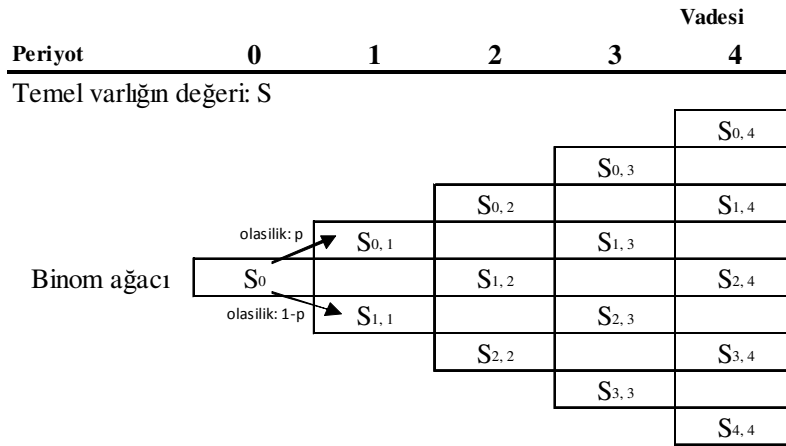 Vadesi
Periyot 0 1 2 3 4
Temel varlığın değeri: S
S0, 4
S0, 3
S0, 2 S1, 4
olasilik: p S0, 1 S1, 3
Binom ağacı S0 S1, 2 S2, 4
olasilik: 1-p S1, 1 S2, 3
S2, 2 S3, 4
S3, 3
S4, 4